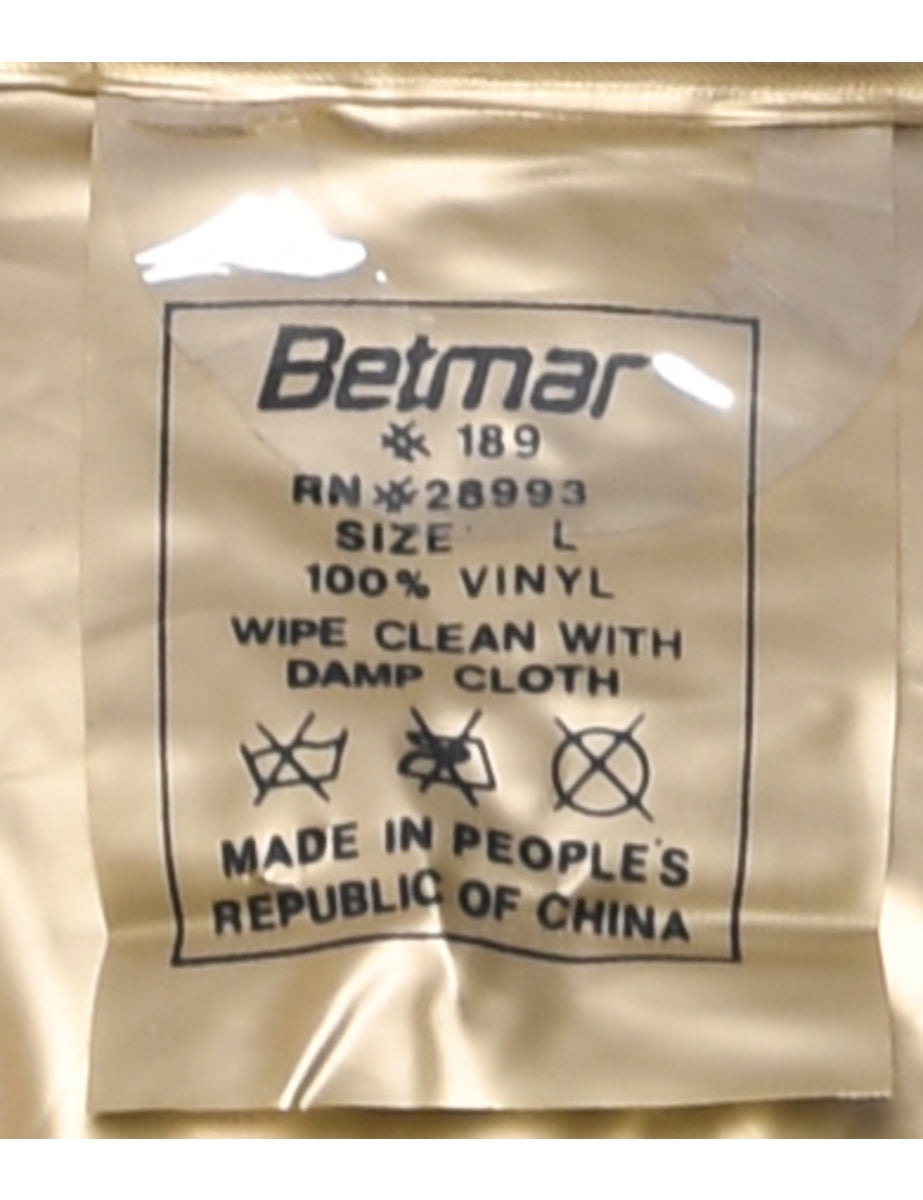 Betmar
※ 189
RN※28993
SIZE L
100% VINYL
WIPE CLEAN WITH
DAMP CLOTH
MADE IN PEOPLE'S
REPUBLIC OF CHINA